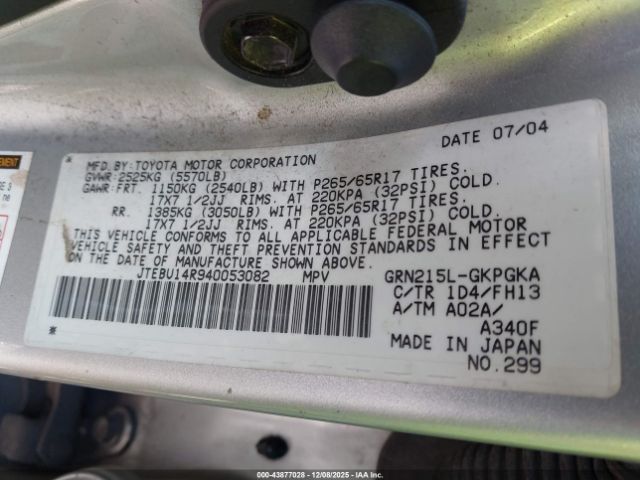 DATE 07/04
MFD.BY:TOYOTA MOTOR CORPORATION
GVWR:2525KG (5570LB)
GAWR:FRT. 1150KG (2540LB) WITH P265/65R17 TIRES,
17X7 1/2JJ RIMS, AT 220KPA (32PSI) COLD.
RR. 1385KG (3050LB) WITH P265/65R17 TIRES,
17X7 1/2JJ RIMS, AT 220KPA (32PSI) COLD.
THIS VEHICLE CONFORMS TO ALL APPLICABLE FEDERAL MOTOR
VEHICLE SAFETY AND THEFT PREVENTION STANDARDS IN EFFECT
ON THE DATE OF MANUFACTURE SHOWN ABOVE.
JTEBU14R940053082 MPV GRN215L-GKPGKA
C/TR 1D4/FH13
A/TM A02A/
A340F
MADE IN JAPAN
NO.299
000-43877028 - 12/08/2025 - IAAI.COM